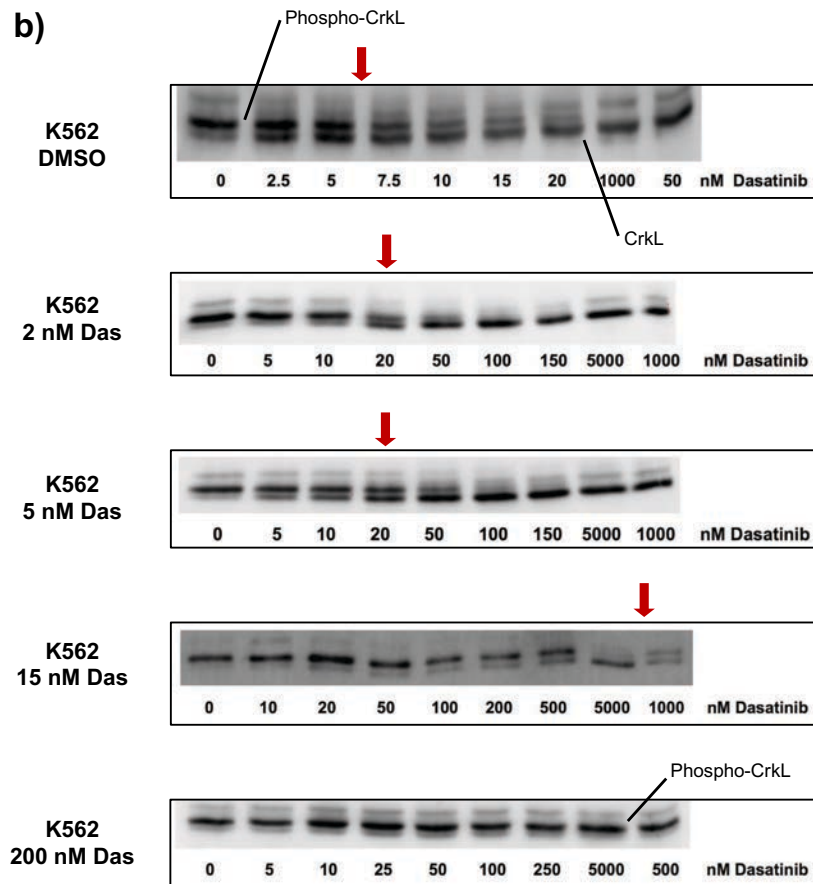 b)
Phospho-CrkL
K562
DMSO
0 2.5 5 7.5 10 15 20 1000 50 nM Dasatinib
CrkL
K562
2 nM Das
0 5 10 20 50 100 150 5000 1000 nM Dasatinib
K562
5 nM Das
0 5 10 20 50 100 150 5000 1000 nM Dasatinib
K562
15 nM Das
0 10 20 50 100 200 500 5000 1000 nM Dasatinib
Phospho-CrkL
K562
200 nM Das
0 5 10 25 50 100 250 5000 500 nM Dasatinib